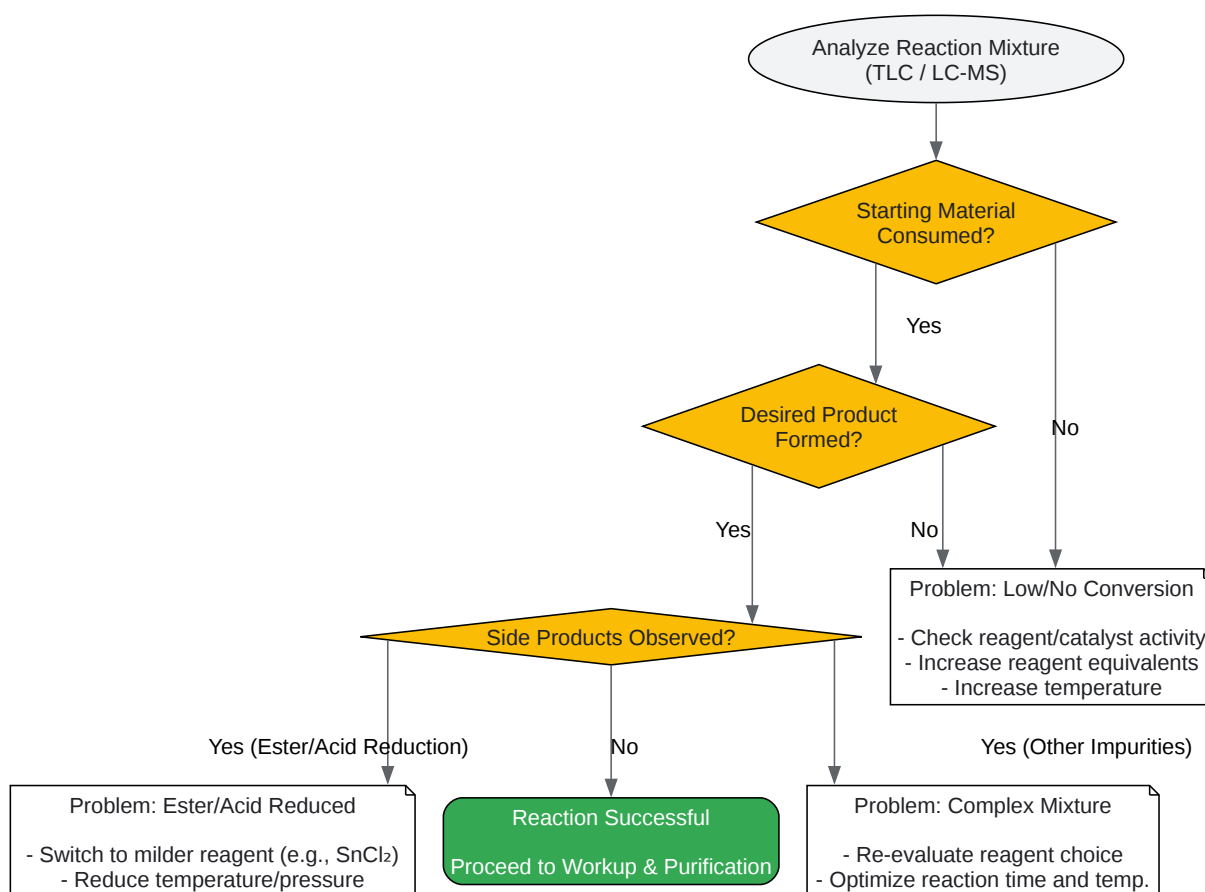 Analyze Reaction Mixture
(TLC / LC-MS)
Starting Material
Consumed?
Yes
No
Desired Product
Formed?
Yes
No
Problem: Low/No Conversion
- Check reagent/catalyst activity
- Increase reagent equivalents
- Increase temperature
Side Products Observed?
Yes (Ester/Acid Reduction)
No
Yes (Other Impurities)
Problem: Ester/Acid Reduced
- Switch to milder reagent (e.g., SnCl₂)
- Reduce temperature/pressure
Reaction Successful
Proceed to Workup & Purification
Problem: Complex Mixture
- Re-evaluate reagent choice
- Optimize reaction time and temp.